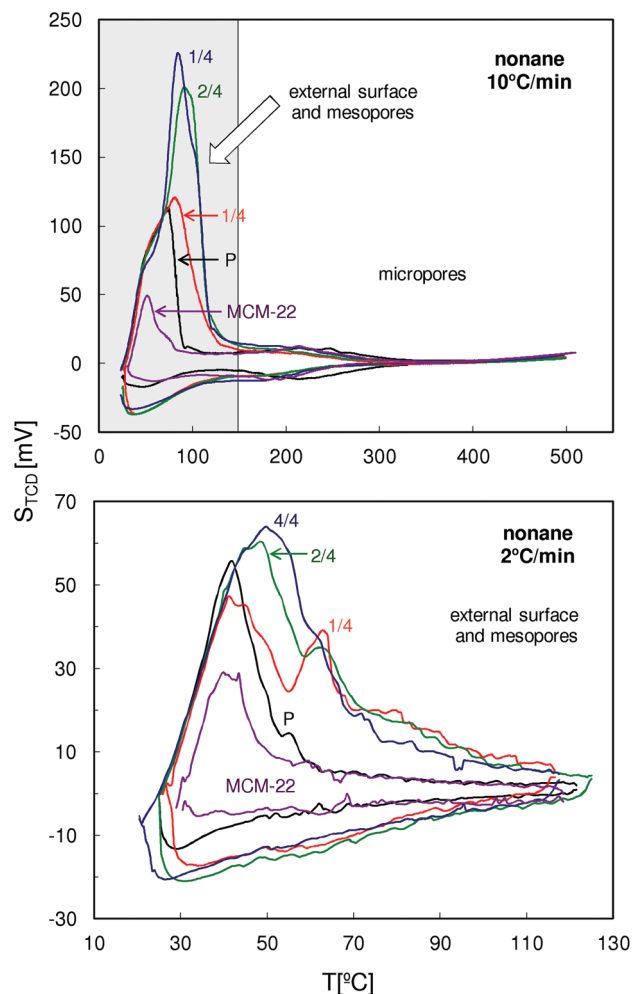 250
200
150
100
50
0
-50
0
100
200
300
400
500
1/4
2/4
1/4
P
MCM-22
external surface
and mesopores
nonane
10ºC/min
micropores
S_TCD [mV]
70
50
30
10
-10
-30
10
30
50
70
90
110
130
4/4
2/4
1/4
P
MCM-22
nonane
2ºC/min
external surface
and mesopores
T[ºC]